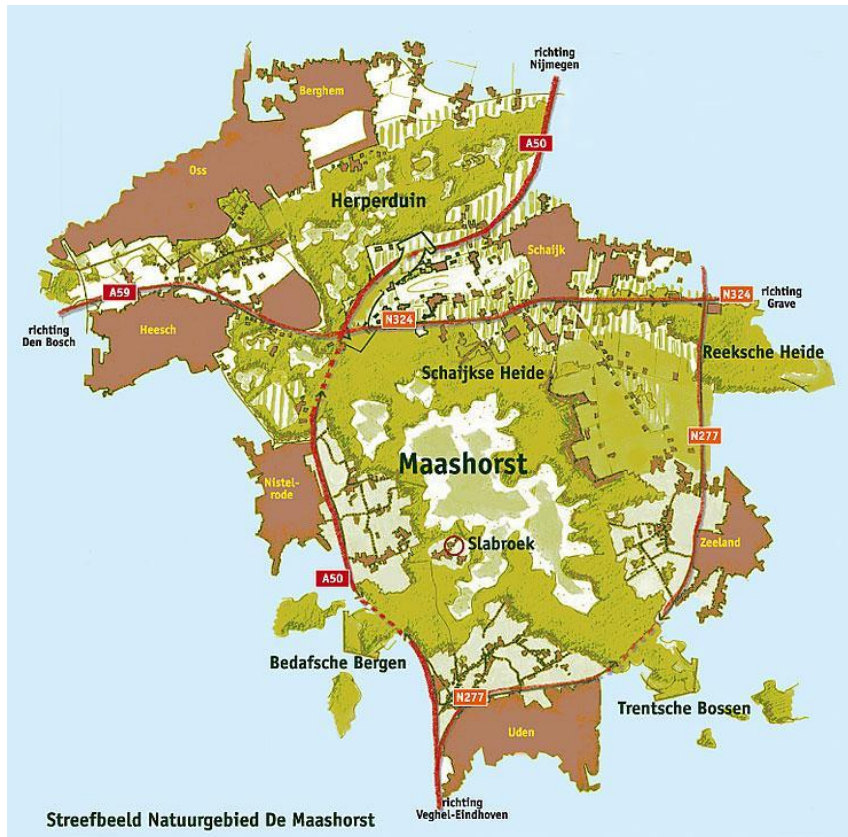 richting
Nijmegen
Berghem
A50
Oss
Herperduin
Schaijk
A59
richting
Den Bosch
Heesch
N324
N324
richting
Grave
Schaijkse Heide
Reeksche Heide
N277
Maashorst
Nistel-
rode
Slabroek
Zeeland
A50
Bedafsche Bergen
N277
Trentsche Bossen
Uden
richting
Veghel-Eindhoven
Streefbeeld Natuurgebied De Maashorst